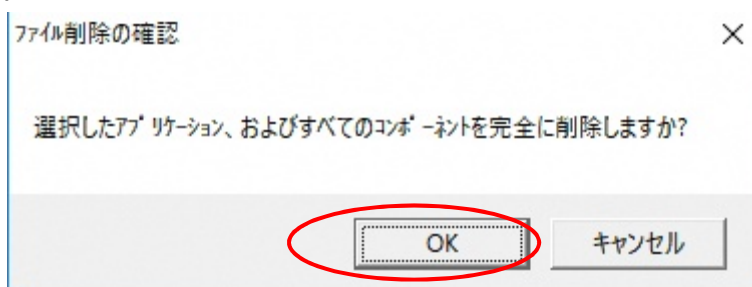 ﾌｧｲﾙ削除の確認
選択したｱﾌﾟﾘｹｰｼｮﾝ、およびすべてのｺﾝﾎﾟｰﾈﾝﾄを完全に削除しますか?
OK
キャンセル